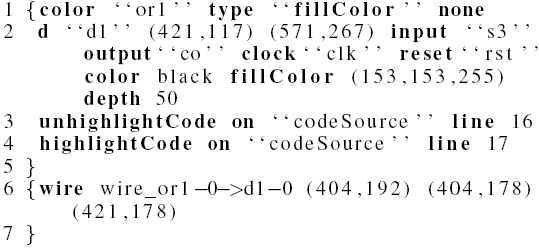 1 {color ``or1'' type ``fillColor'' none
2 d ``d1'' (421,117) (571,267) input ``s3''
output``co'' clock``clk'' reset``rst''
color black fillColor (153,153,255)
depth 50
3 unhighlightCode on ``codeSource'' line 16
4 highlightCode on ``codeSource'' line 17
5 }
6 {wire wire_or1-0->d1-0 (404,192) (404,178)
(421,178)
7 }